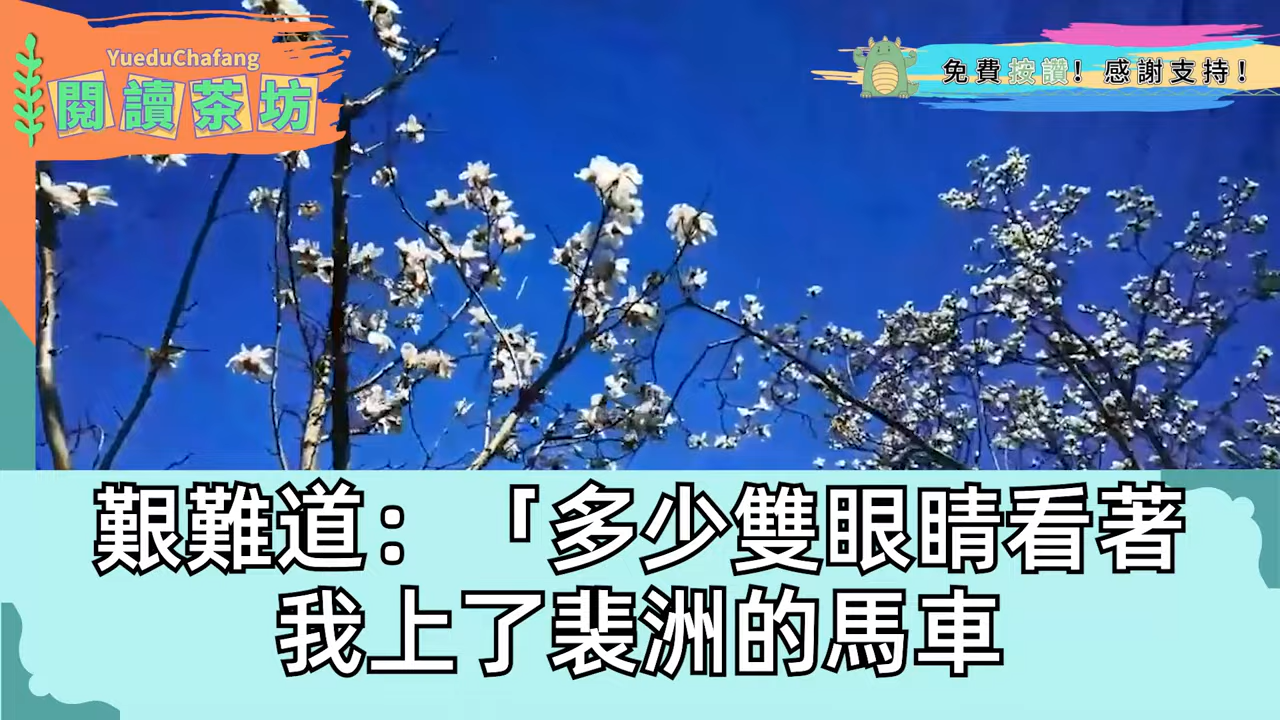 YueduChafang
閱讀茶坊
免費按讚！感謝支持！
艱難道：「多少雙眼睛看著
我上了裴洲的馬車